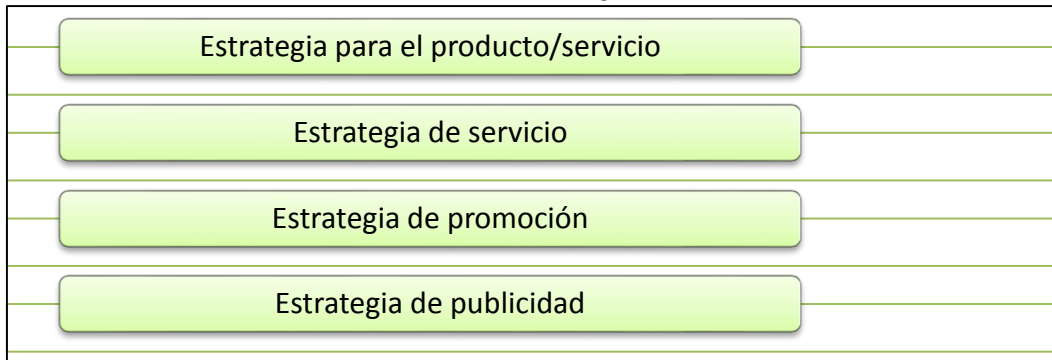 Estrategia para el producto/servicio
Estrategia de servicio
Estrategia de promoción
Estrategia de publicidad